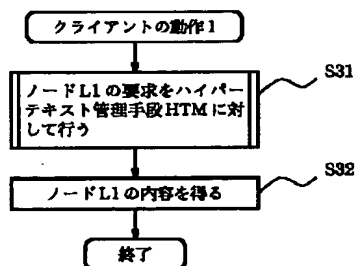 クライアントの動作1
S31
ノードL1の要求をハイパー
テキスト管理手段HTMに対
して行う
S32
ノードL1の内容を得る
終了